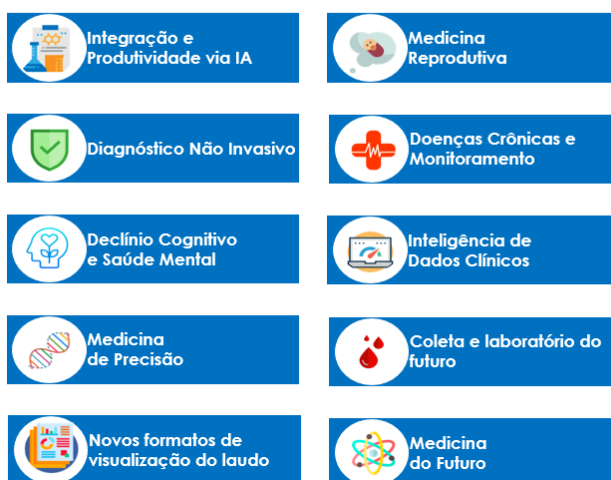 Integração e
Produtividade via IA
Medicina
Reprodutiva
Diagnóstico Não Invasivo
Doenças Crônicas e
Monitoramento
Declínio Cognitivo
e Saúde Mental
Inteligência de
Dados Clínicos
Medicina
de Precisão
Coleta e laboratório do
futuro
Novos formatos de
visualização do laudo
Medicina
do Futuro